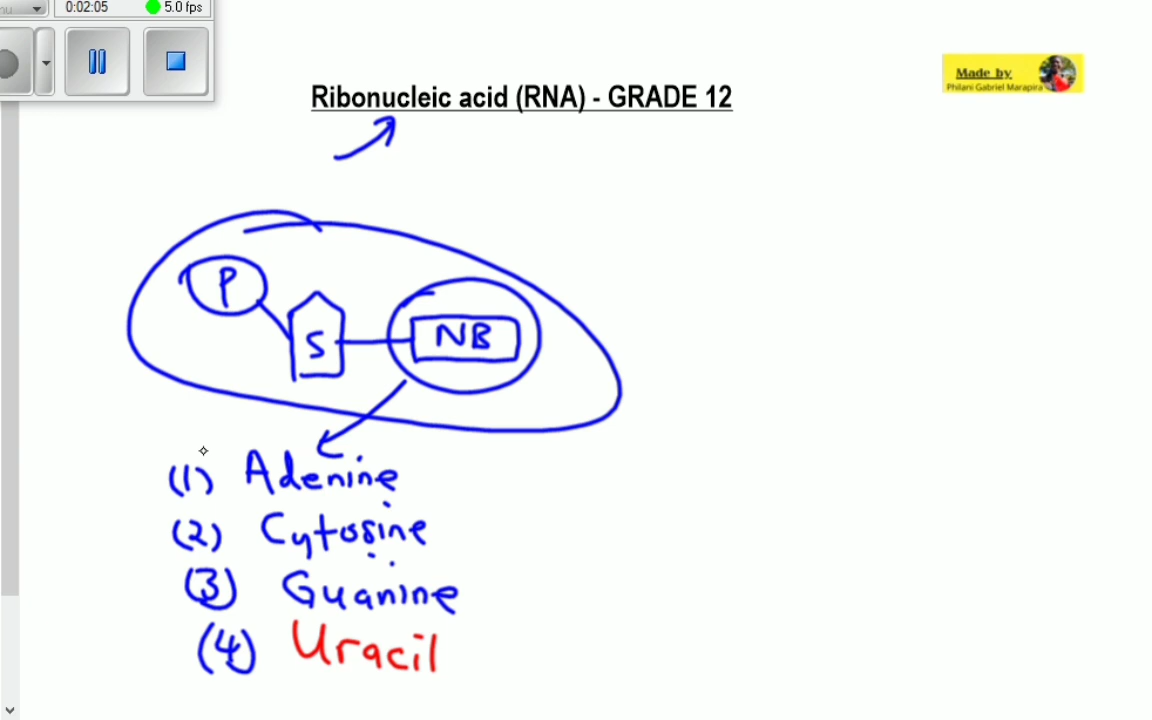 nu
0:02:05
5.0 fps
Made by
Philani Gabriel Marapira
Ribonucleic acid (RNA) - GRADE 12
P
S
NB
(1) Adenine
(2) Cytosine
(3) Guanine
(4) Uracil